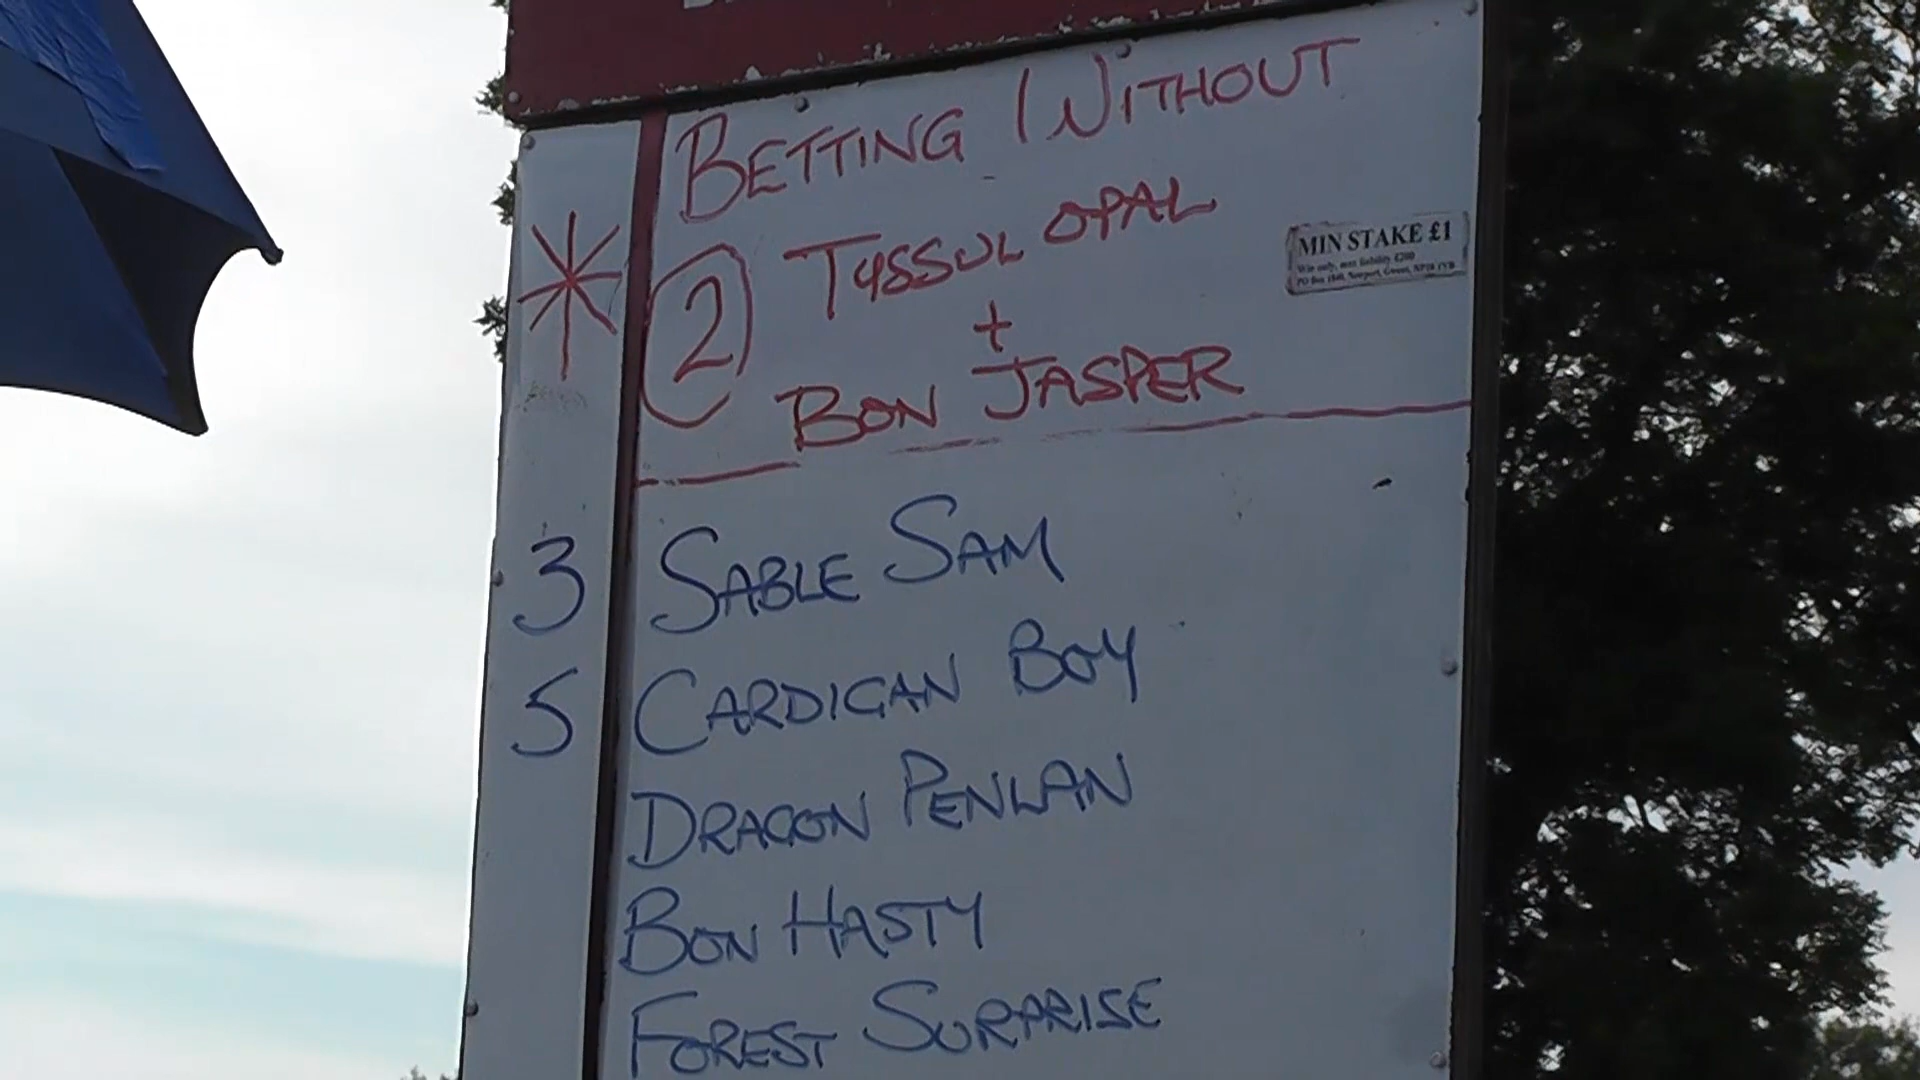 BETTING WITHOUT
* 2 TYSSUL OPAL
+
BON JASPER
MIN STAKE £1
3 SABLE SAM
5 CARDIGAN BOY
DRAGON PENLAN
BON HASTY
FOREST SURPRISE